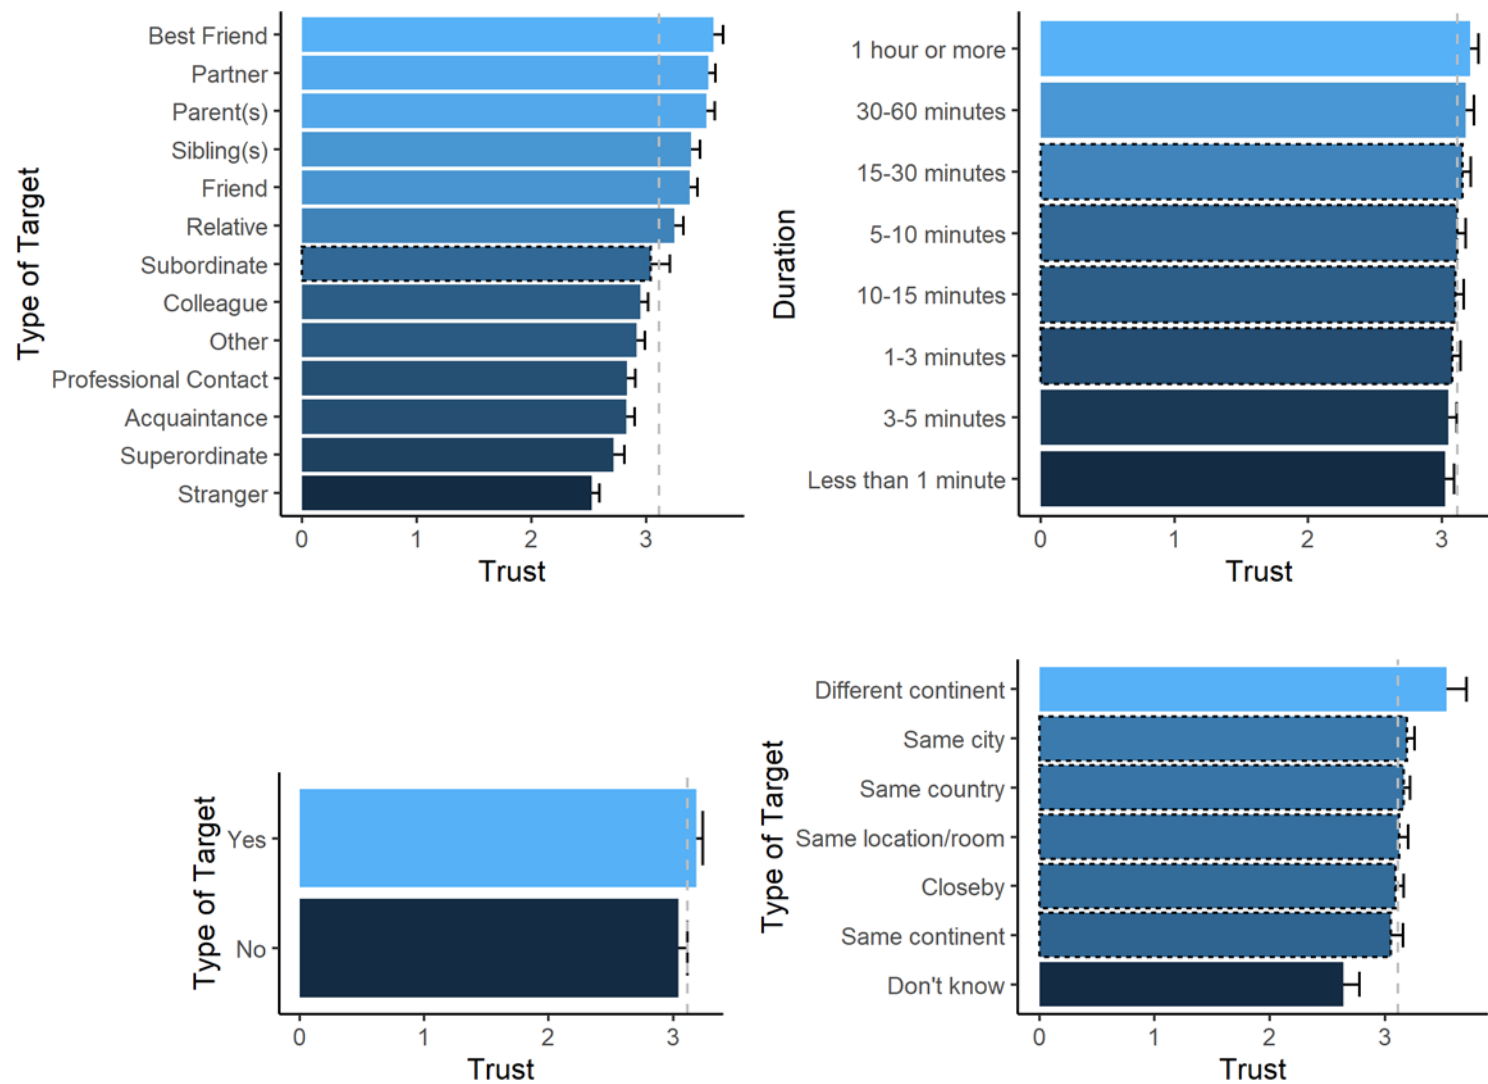 Type of Target
Best Friend
Partner
Parent(s)
Sibling(s)
Friend
Relative
Subordinate
Colleague
Other
Professional Contact
Acquaintance
Superordinate
Stranger
0 1 2 3
Trust
Duration
1 hour or more
30-60 minutes
15-30 minutes
5-10 minutes
10-15 minutes
1-3 minutes
3-5 minutes
Less than 1 minute
0 1 2 3
Trust
Type of Target
Yes
No
0 1 2 3
Trust
Type of Target
Different continent
Same city
Same country
Same location/room
Closeby
Same continent
Don't know
0 1 2 3
Trust